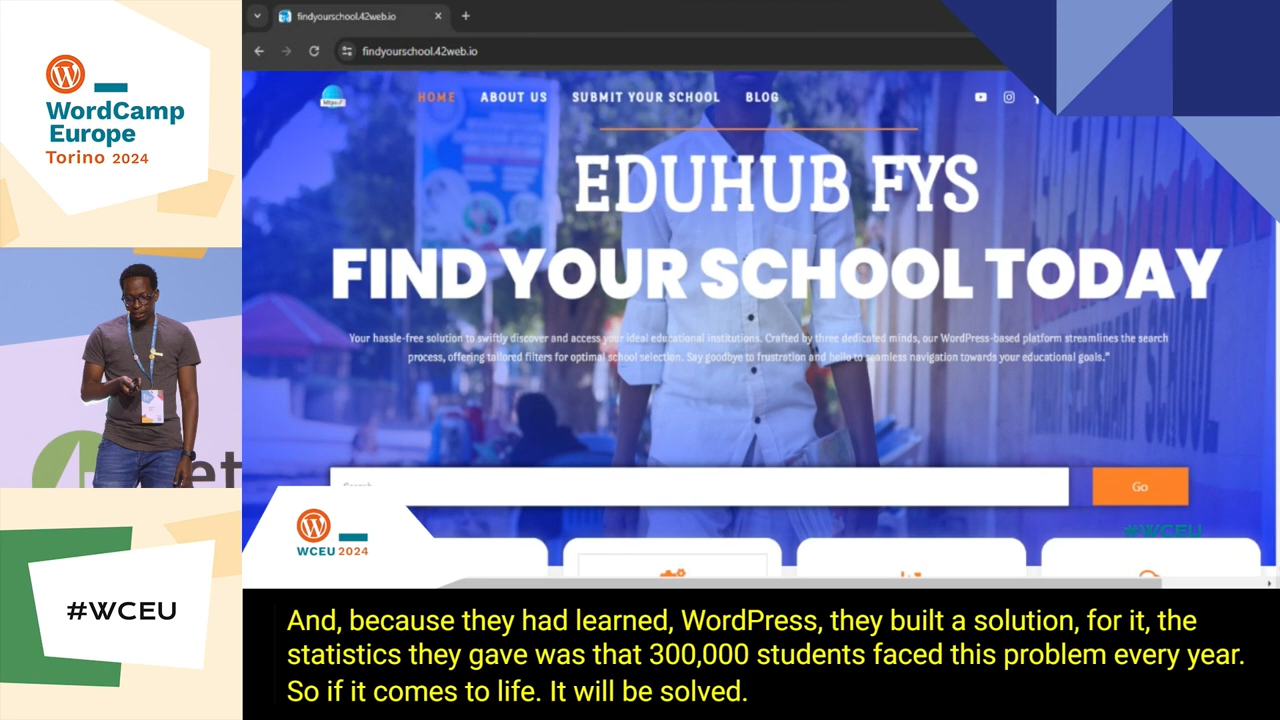 findyourschool.42web.io
findyourschool.42web.io
WordCamp
Europe
Torino 2024
https://
HOME ABOUT US SUBMIT YOUR SCHOOL BLOG
EDUHUB FYS
FIND YOUR SCHOOL TODAY
Your hassle-free solution to swiftly discover and access your ideal educational institutions. Crafted by three dedicated minds, our WordPress-based platform streamlines the search
process, offering tailored filters for optimal school selection. Say goodbye to frustration and hello to seamless navigation towards your educational goals."
et
Go
#WCEU
WCEU 2024
#WCEU
And, because they had learned, WordPress, they built a solution, for it, the
statistics they gave was that 300,000 students faced this problem every year.
So if it comes to life. It will be solved.